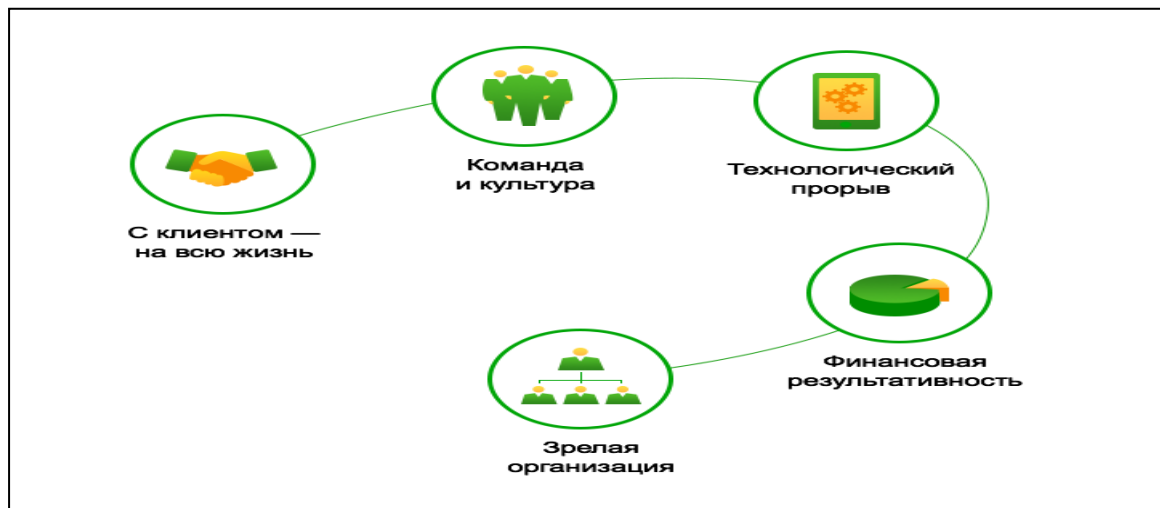 С клиентом —
на всю жизнь
Команда
и культура
Технологический
прорыв
Финансовая
результативность
Зрелая
организация